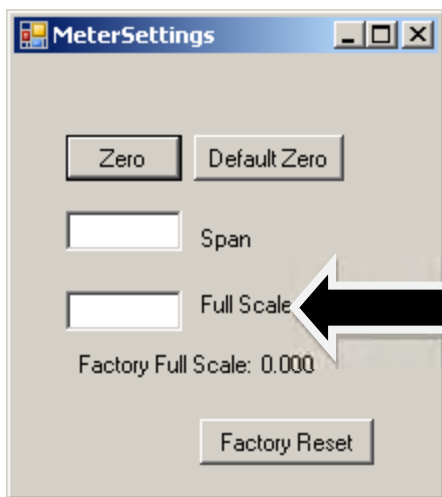 MeterSettings
Zero Default Zero
Span
Full Scale
Factory Full Scale: 0.000
Factory Reset